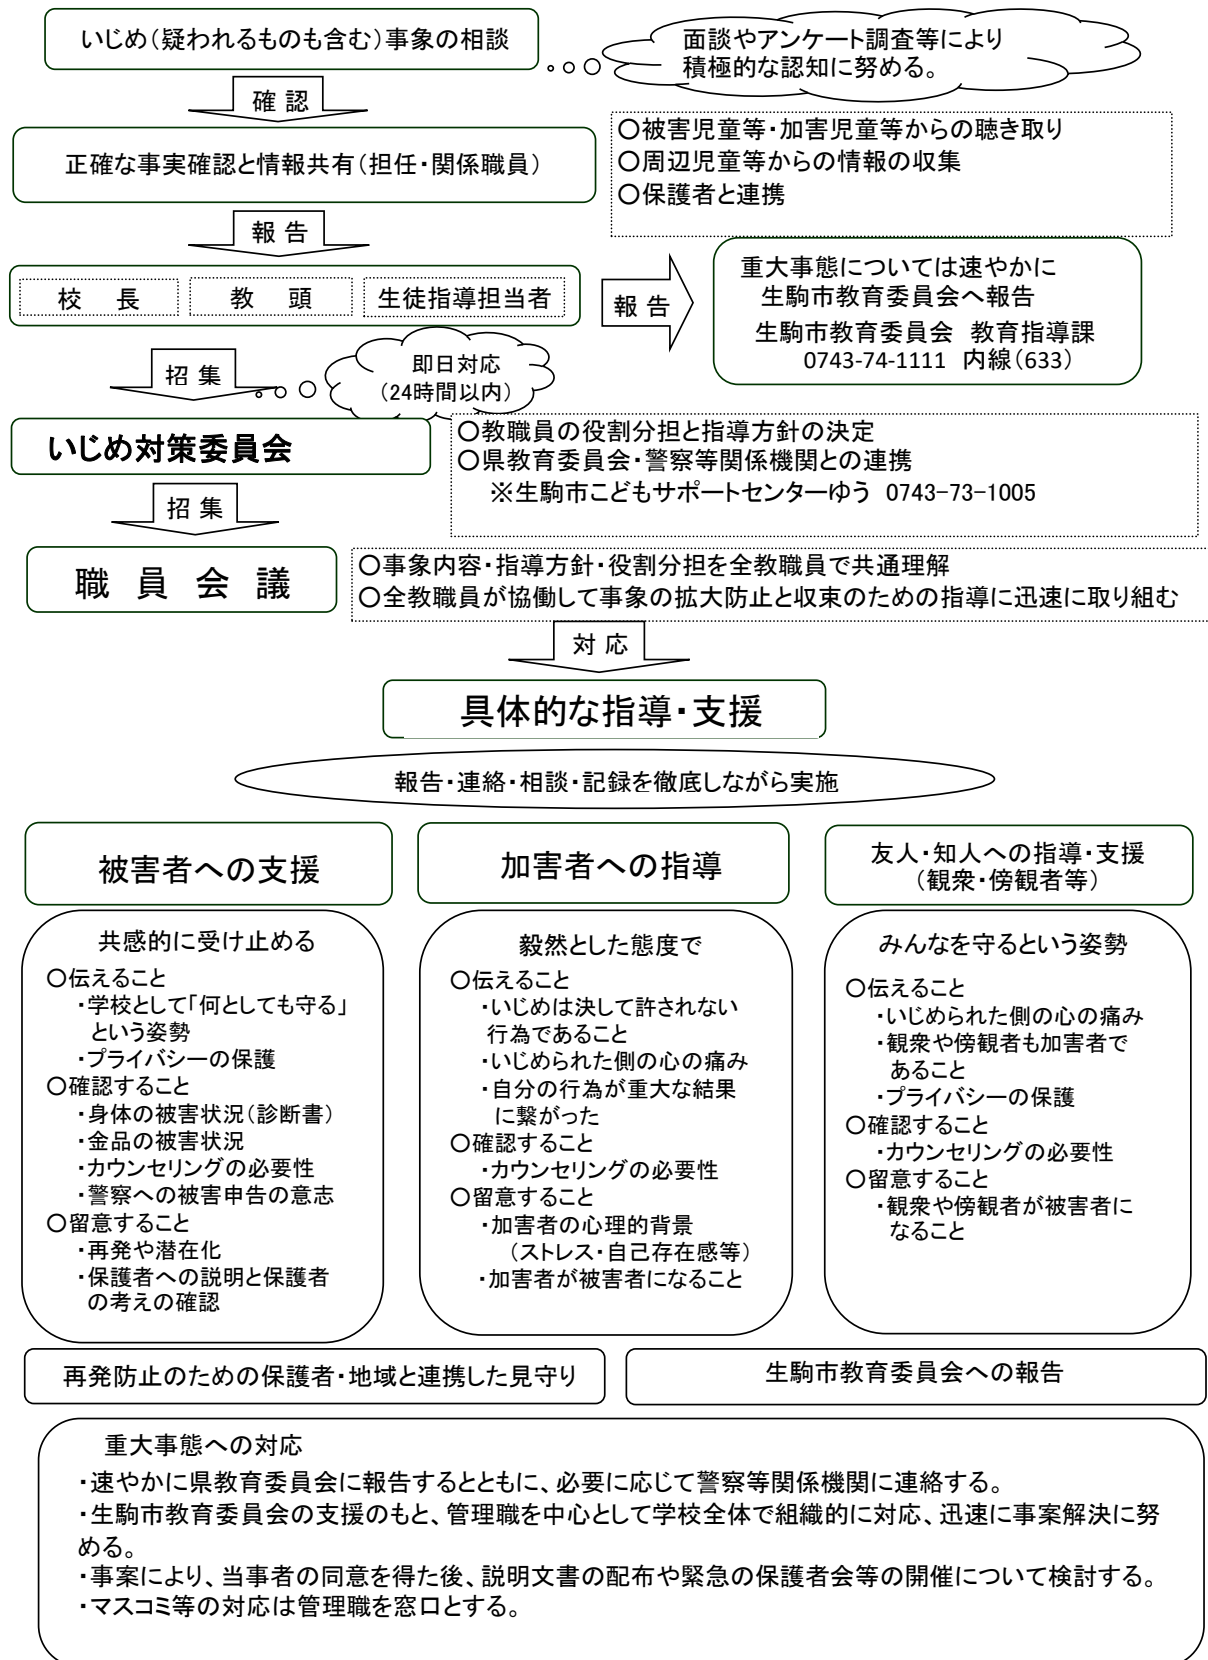 いじめ（疑われるものも含む）事象の相談
面談やアンケート調査等により
積極的な認知に努める。
確 認
正確な事実確認と情報共有（担任・関係職員）
○被害児童等・加害児童等からの聴き取り
○周辺児童等からの情報の収集
○保護者と連携
報 告
校　長
教　頭
生徒指導担当者
報 告
重大事態については速やかに
生駒市教育委員会へ報告
生駒市教育委員会　教育指導課
0743-74-1111 内線（633）
招 集
即日対応
（24時間以内）
いじめ対策委員会
○教職員の役割分担と指導方針の決定
○県教育委員会・警察等関係機関との連携
※生駒市こどもサポートセンターゆう 0743-73-1005
招 集
職 員 会 議
○事象内容・指導方針・役割分担を全教職員で共通理解
○全教職員が協働して事象の拡大防止と収束のための指導に迅速に取り組む
対 応
具体的な指導・支援
報告・連絡・相談・記録を徹底しながら実施
被害者への支援
共感的に受け止める
○伝えること
・学校として「何としても守る」
という姿勢
・プライバシーの保護
○確認すること
・身体の被害状況（診断書）
・金品の被害状況
・カウンセリングの必要性
・警察への被害申告の意志
○留意すること
・再発や潜在化
・保護者への説明と保護者
の考えの確認
加害者への指導
毅然とした態度で
○伝えること
・いじめは決して許されない
行為であること
・いじめられた側の心の痛み
・自分の行為が重大な結果
に繋がった
○確認すること
・カウンセリングの必要性
○留意すること
・加害者の心理的背景
（ストレス・自己存在感等）
・加害者が被害者になること
友人・知人への指導・支援
（観衆・傍観者等）
みんなを守るという姿勢
○伝えること
・いじめられた側の心の痛み
・観衆や傍観者も加害者で
あること
・プライバシーの保護
○確認すること
・カウンセリングの必要性
○留意すること
・観衆や傍観者が被害者に
なること
再発防止のための保護者・地域と連携した見守り
生駒市教育委員会への報告
重大事態への対応
・速やかに県教育委員会に報告するとともに、必要に応じて警察等関係機関に連絡する。
・生駒市教育委員会の支援のもと、管理職を中心として学校全体で組織的に対応、迅速に事案解決に努
める。
・事案により、当事者の同意を得た後、説明文書の配布や緊急の保護者会等の開催について検討する。
・マスコミ等の対応は管理職を窓口とする。